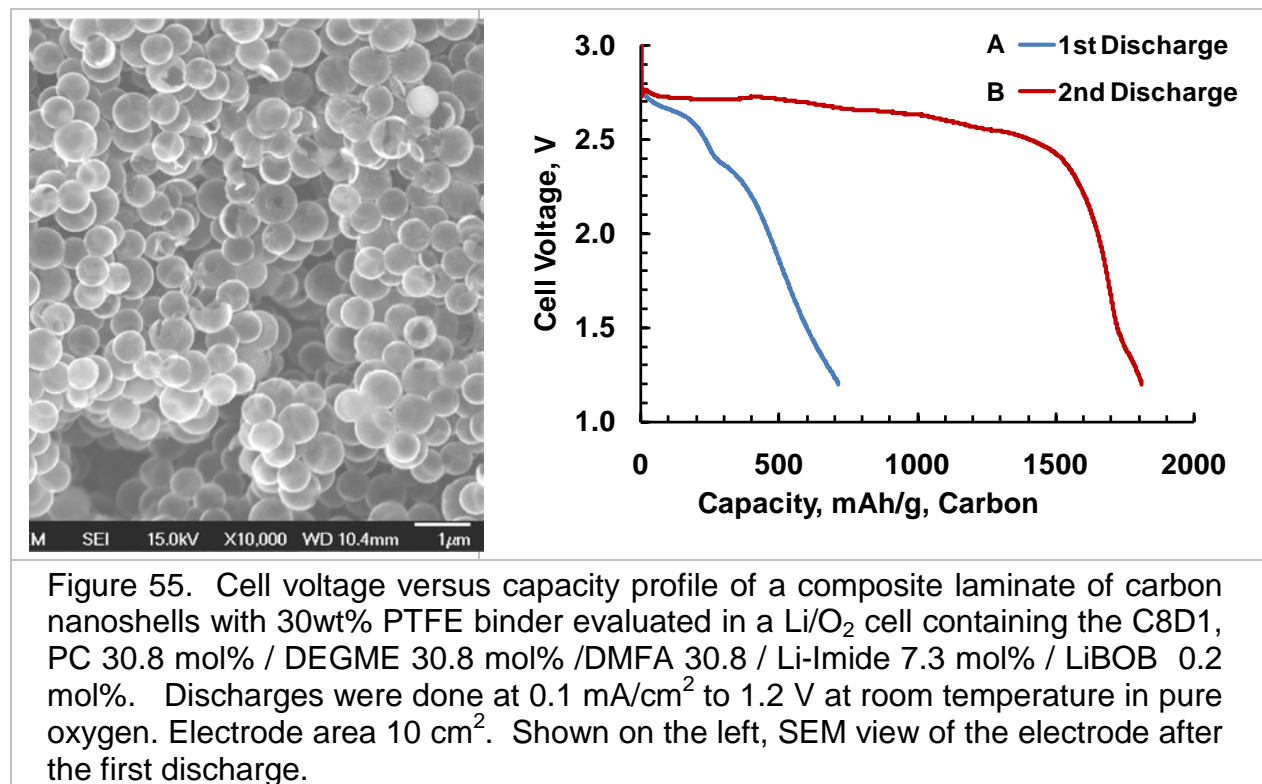 M SEI 15.0kV X10,000 WD 10.4mm 1µm
3.0
2.5
2.0
1.5
1.0
Cell Voltage, V
A 1st Discharge
B 2nd Discharge
0 500 1000 1500 2000
Capacity, mAh/g, Carbon
Figure 55. Cell voltage versus capacity profile of a composite laminate of carbon
nanoshells with 30wt% PTFE binder evaluated in a Li/O₂ cell containing the C8D1,
PC 30.8 mol% / DEGME 30.8 mol% /DMFA 30.8 / Li-Imide 7.3 mol% / LiBOB 0.2
mol%. Discharges were done at 0.1 mA/cm² to 1.2 V at room temperature in pure
oxygen. Electrode area 10 cm². Shown on the left, SEM view of the electrode after
the first discharge.